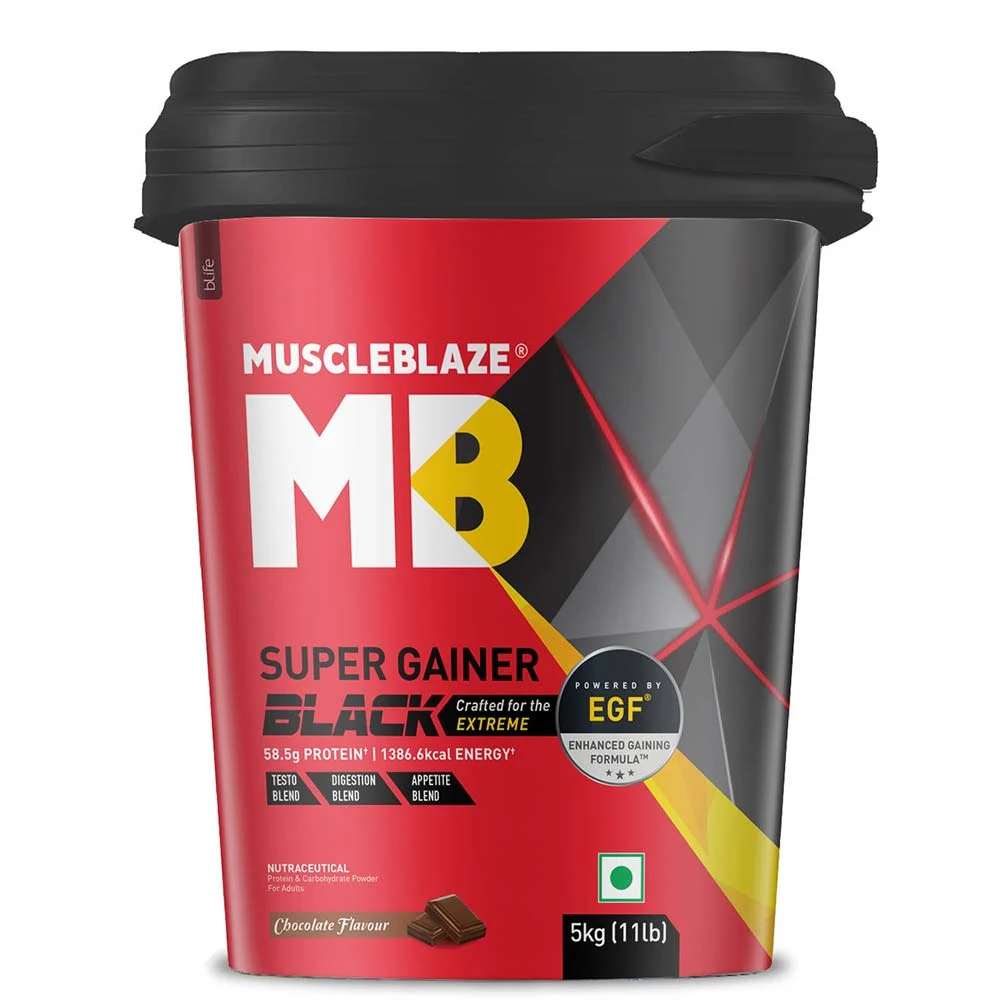 bLife
MUSCLEBLAZE®
MB
SUPER GAINER
BLACK
Crafted for the
EXTREME
58.5g PROTEIN† | 1386.6kcal ENERGY†
TESTO
BLEND
DIGESTION
BLEND
APPETITE
BLEND
POWERED BY
EGF®
ENHANCED GAINING
FORMULA™
NUTRACEUTICAL
Protein & Carbohydrate Powder
For Adults
Chocolate Flavour
5kg (11lb)